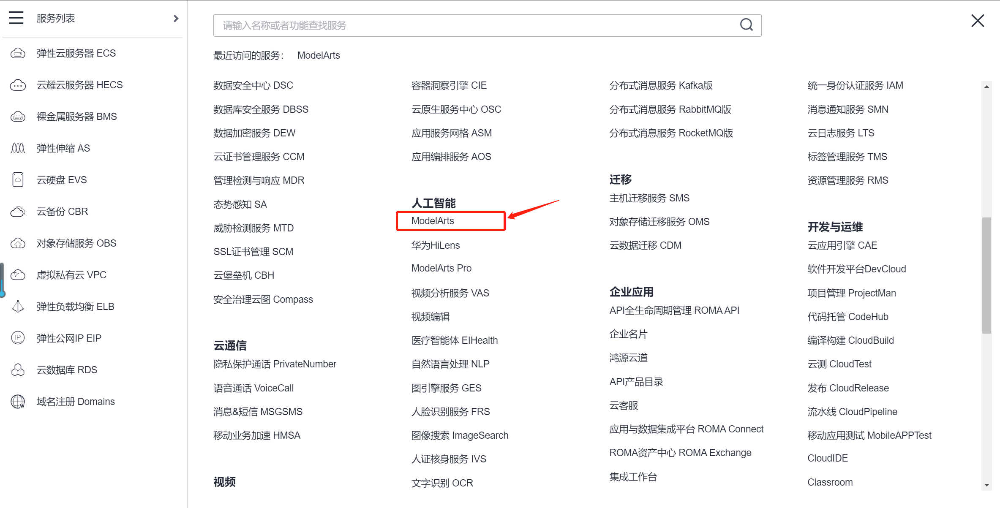 服务列表
弹性云服务器 ECS
云耀云服务器 HECS
裸金属服务器 BMS
弹性伸缩 AS
云硬盘 EVS
云备份 CBR
对象存储服务 OBS
虚拟私有云 VPC
弹性负载均衡 ELB
IP
弹性公网IP EIP
云数据库 RDS
W
域名注册 Domains
请输入名称或者功能查找服务
最近访问的服务： ModelArts
数据安全中心 DSC
数据库安全服务 DBSS
数据加密服务 DEW
云证书管理服务 CCM
管理检测与响应 MDR
态势感知 SA
威胁检测服务 MTD
SSL证书管理 SCM
云堡垒机 CBH
安全治理云图 Compass
云通信
隐私保护通话 PrivateNumber
语音通话 VoiceCall
消息&短信 MSGSMS
移动业务加速 HMSA
视频
容器洞察引擎 CIE
云原生服务中心 OSC
应用服务网格 ASM
应用编排服务 AOS
人工智能
ModelArts
华为HiLens
ModelArts Pro
视频分析服务 VAS
视频编辑
医疗智能体 EIHealth
自然语言处理 NLP
图引擎服务 GES
人脸识别服务 FRS
图像搜索 ImageSearch
人证核身服务 IVS
文字识别 OCR
分布式消息服务 Kafka版
分布式消息服务 RabbitMQ版
分布式消息服务 RocketMQ版
迁移
主机迁移服务 SMS
对象存储迁移服务 OMS
云数据迁移 CDM
企业应用
API全生命周期管理 ROMA API
企业名片
鸿源云道
API产品目录
云客服
应用与数据集成平台 ROMA Connect
ROMA资产中心 ROMA Exchange
集成工作台
统一身份认证服务 IAM
消息通知服务 SMN
云日志服务 LTS
标签管理服务 TMS
资源管理服务 RMS
开发与运维
云应用引擎 CAE
软件开发平台DevCloud
项目管理 ProjectMan
代码托管 CodeHub
编译构建 CloudBuild
云测 CloudTest
发布 CloudRelease
流水线 CloudPipeline
移动应用测试 MobileAPPTest
CloudIDE
Classroom